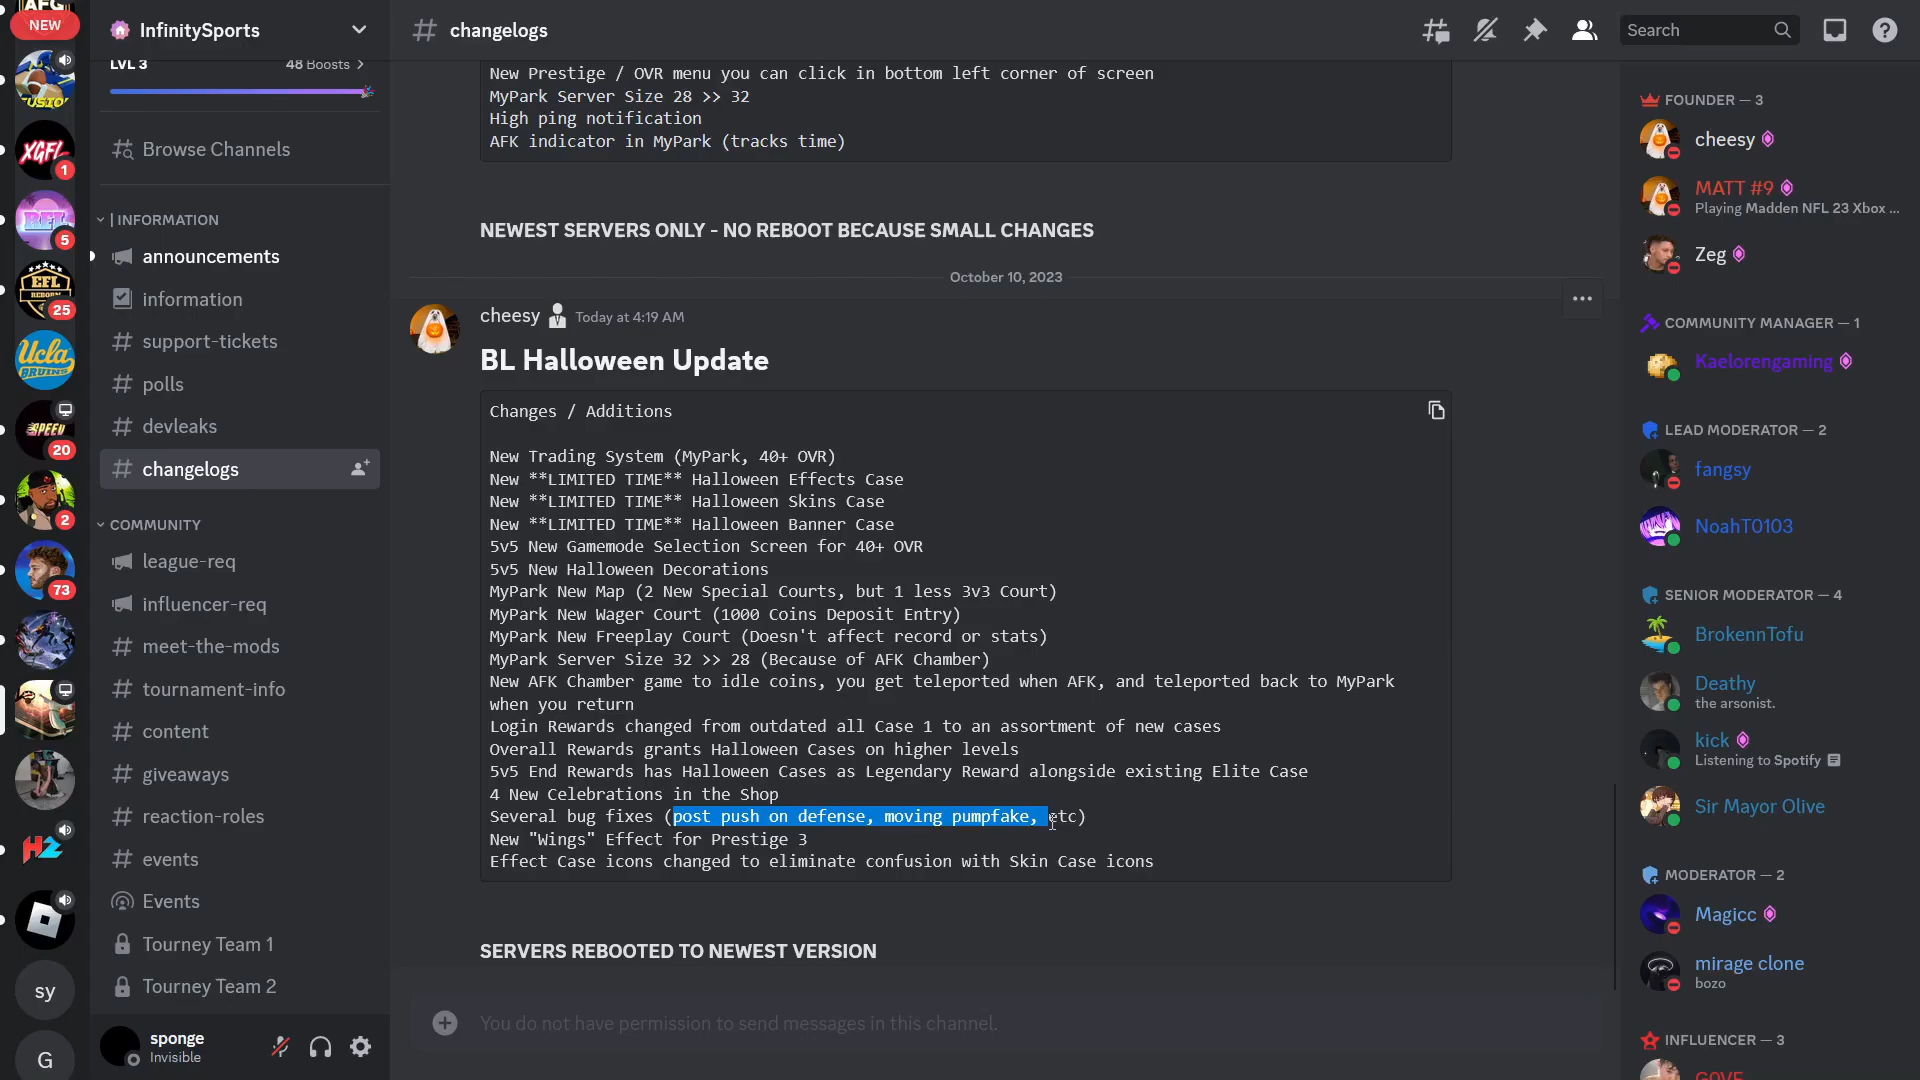 AFG
NEW
FUSION
XGFL
1
RFL
5
EFL
REBORN
25
Ucla
BRUINS
SPEED
20
2
73
H2
sy
G
InfinitySports
LVL 3
48 Boosts
Browse Channels
INFORMATION
announcements
information
support-tickets
polls
devleaks
changelogs
COMMUNITY
league-req
influencer-req
meet-the-mods
tournament-info
content
giveaways
reaction-roles
events
Events
Tourney Team 1
Tourney Team 2
sponge
Invisible
changelogs
Search
New Prestige / OVR menu you can click in bottom left corner of screen
MyPark Server Size 28 >> 32
High ping notification
AFK indicator in MyPark (tracks time)
NEWEST SERVERS ONLY - NO REBOOT BECAUSE SMALL CHANGES
October 10, 2023
cheesy Today at 4:19 AM
BL Halloween Update
Changes / Additions
New Trading System (MyPark, 40+ OVR)
New **LIMITED TIME** Halloween Effects Case
New **LIMITED TIME** Halloween Skins Case
New **LIMITED TIME** Halloween Banner Case
5v5 New Gamemode Selection Screen for 40+ OVR
5v5 New Halloween Decorations
MyPark New Map (2 New Special Courts, but 1 less 3v3 Court)
MyPark New Wager Court (1000 Coins Deposit Entry)
MyPark New Freeplay Court (Doesn't affect record or stats)
MyPark Server Size 32 >> 28 (Because of AFK Chamber)
New AFK Chamber game to idle coins, you get teleported when AFK, and teleported back to MyPark
when you return
Login Rewards changed from outdated all Case 1 to an assortment of new cases
Overall Rewards grants Halloween Cases on higher levels
5v5 End Rewards has Halloween Cases as Legendary Reward alongside existing Elite Case
4 New Celebrations in the Shop
Several bug fixes (post push on defense, moving pumpfake, etc)
New "Wings" Effect for Prestige 3
Effect Case icons changed to eliminate confusion with Skin Case icons
SERVERS REBOOTED TO NEWEST VERSION
You do not have permission to send messages in this channel.
FOUNDER — 3
cheesy
MATT #9
Playing Madden NFL 23 Xbox ...
Zeg
COMMUNITY MANAGER — 1
Kaelorengaming
LEAD MODERATOR — 2
fangsy
NoahT0103
SENIOR MODERATOR — 4
BrokennTofu
Deathy
the arsonist.
kick
Listening to Spotify
Sir Mayor Olive
MODERATOR — 2
Magicc
mirage clone
bozo
INFLUENCER — 3